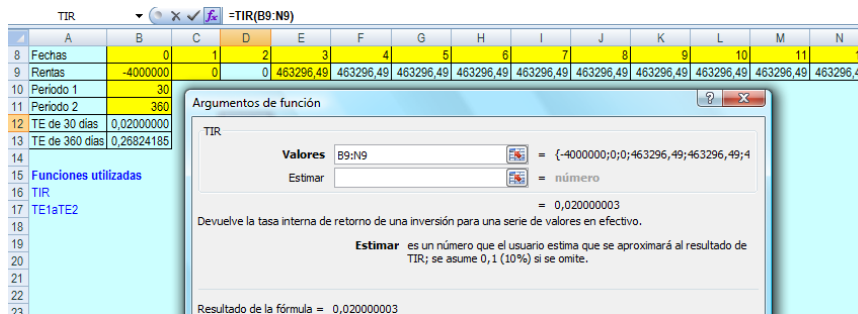 TIR =TIR(B9:N9)
A B C D E F G H I J K L M N
8 Fechas 0 1 2 3 4 5 6 7 8 9 10 11
9 Rentas -4000000 0 0 463296,49 463296,49 463296,49 463296,49 463296,49 463296,49 463296,49 463296,49 463296,49
10 Periodo 1 30
11 Periodo 2 360
12 TE de 30 días 0,02000000
13 TE de 360 días 0,26824185
14
15 Funciones utilizadas
16 TIR
17 TE1aTE2
18
19
20
21
22
23
Argumentos de función
TIR
Valores B9:N9 = {-4000000;0;0;463296,49;463296,49;4
Estimar = número
= 0,020000003
Devuelve la tasa interna de retorno de una inversión para una serie de valores en efectivo.
Estimar es un número que el usuario estima que se aproximará al resultado de
TIR; se asume 0,1 (10%) si se omite.
Resultado de la fórmula = 0,020000003